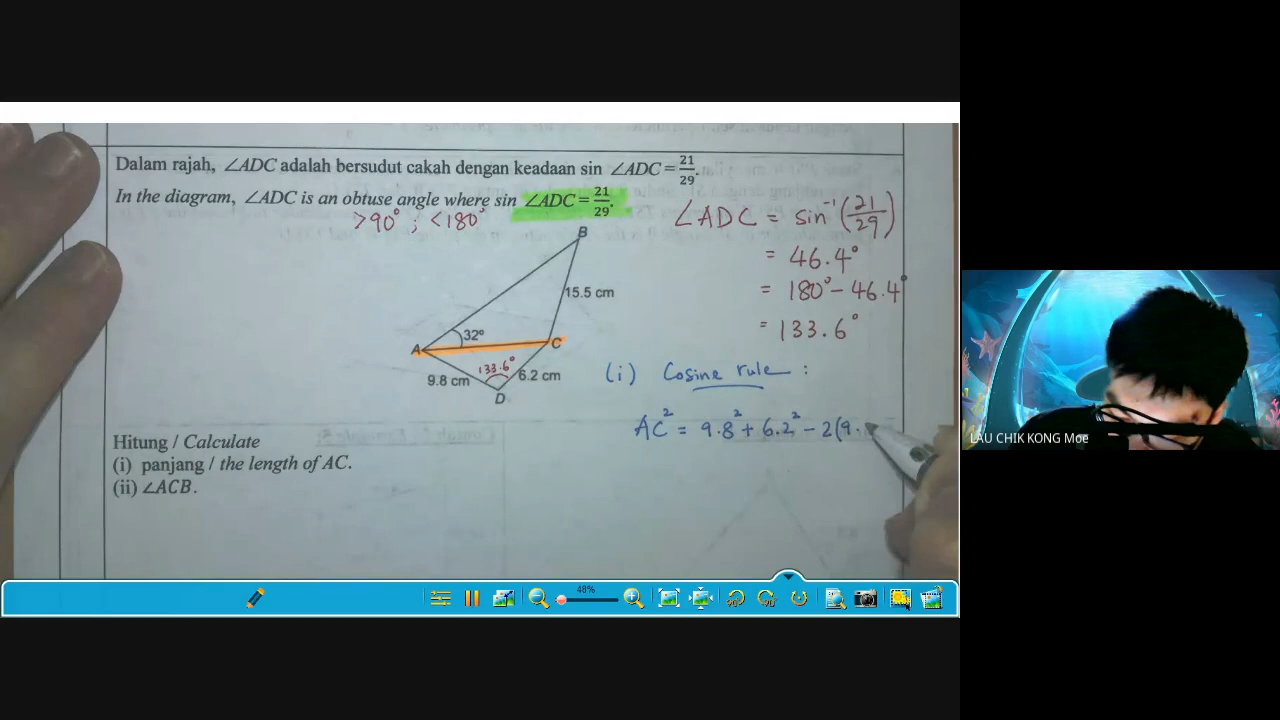 Dalam rajah, ∠ADC adalah bersudut cakah dengan keadaan sin ∠ADC = 21/29.
In the diagram, ∠ADC is an obtuse angle where sin ∠ADC = 21/29.
>90° ; <180°
∠ADC = sin⁻¹(21/29)
= 46.4°
= 180° − 46.4°
= 133.6°
B
15.5 cm
32°
A
C
133.6°
9.8 cm
6.2 cm
D
(i) Cosine rule :
AC² = 9.8² + 6.2² − 2(9.
Hitung / Calculate
(i) panjang / the length of AC.
(ii) ∠ACB.
LAU CHIK KONG Moe
48%